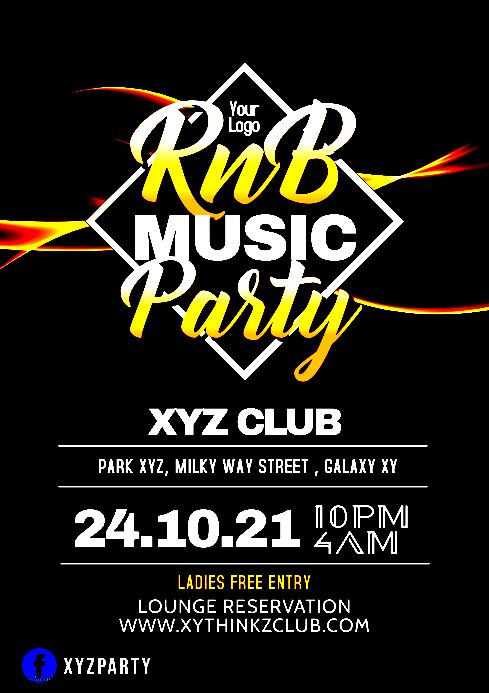 Your
Logo
RnB
MUSIC
Party
XYZ CLUB
PARK XYZ, MILKY WAY STREET , GALAXY XY
24.10.21 10PM
4AM
LADIES FREE ENTRY
LOUNGE RESERVATION
WWW.XYTHINKZCLUB.COM
f XYZPARTY